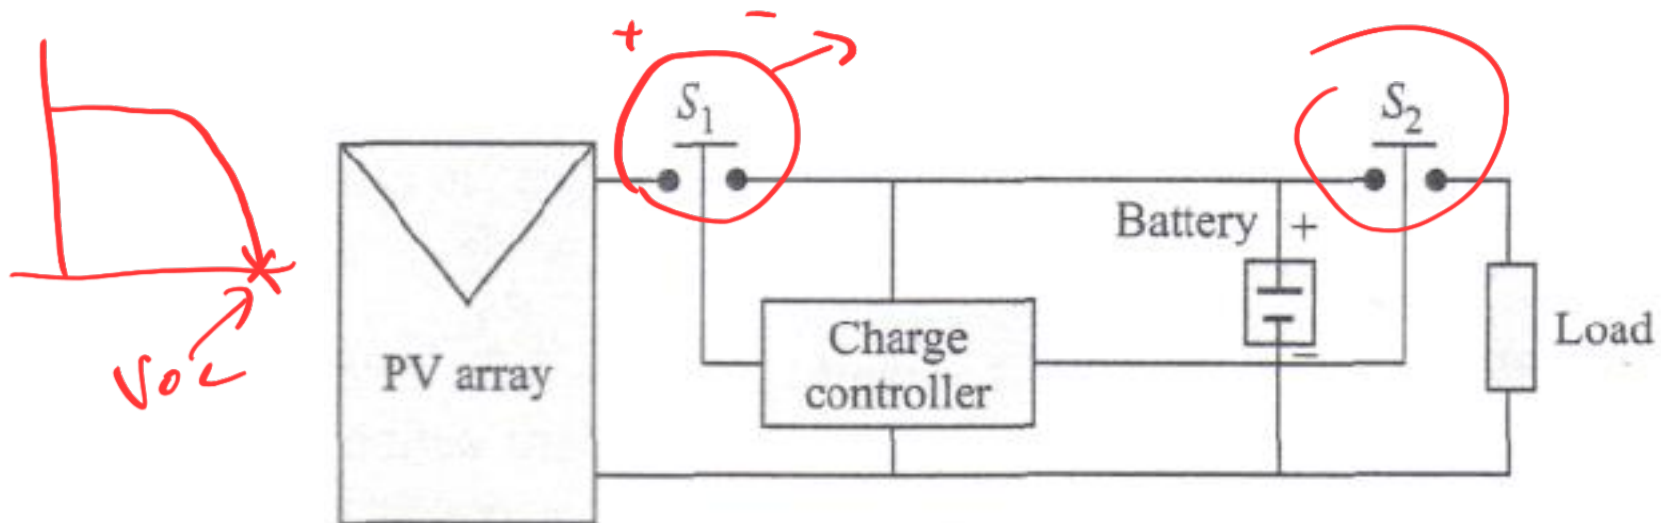 + -
S1
S2
Battery +
-
Charge
controller
Load
PV array
Voc